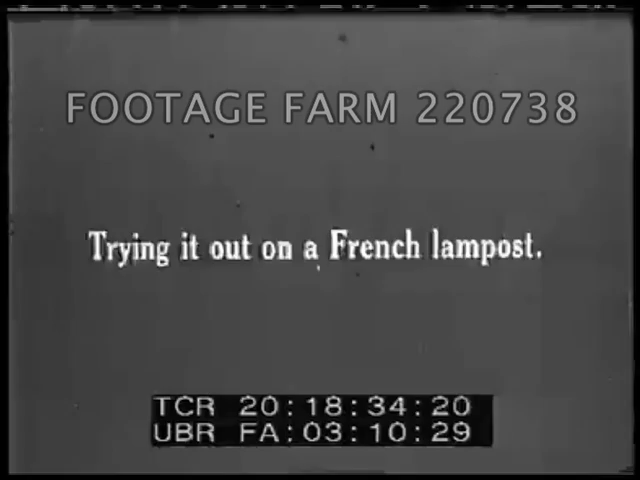 FOOTAGE FARM 220738
Trying it out on a French lampost.
TCR 20:18:34:20
UBR FA:03:10:29